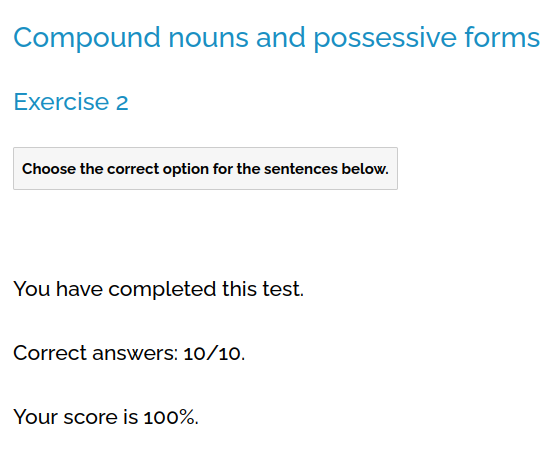 Compound nouns and possessive forms
Exercise 2
Choose the correct option for the sentences below.
You have completed this test.
Correct answers: 10/10.
Your score is 100%.